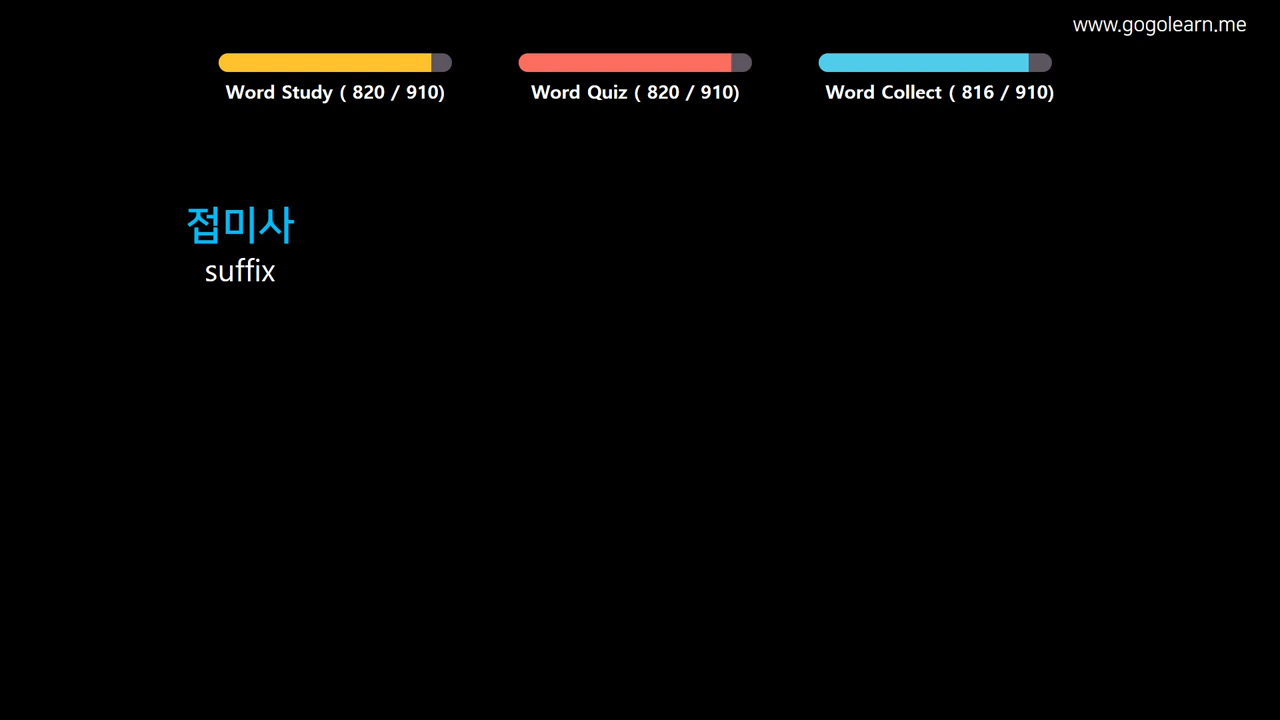 www.gogolearn.me
Word Study ( 820 / 910)
Word Quiz ( 820 / 910)
Word Collect ( 816 / 910)
접미사
suffix